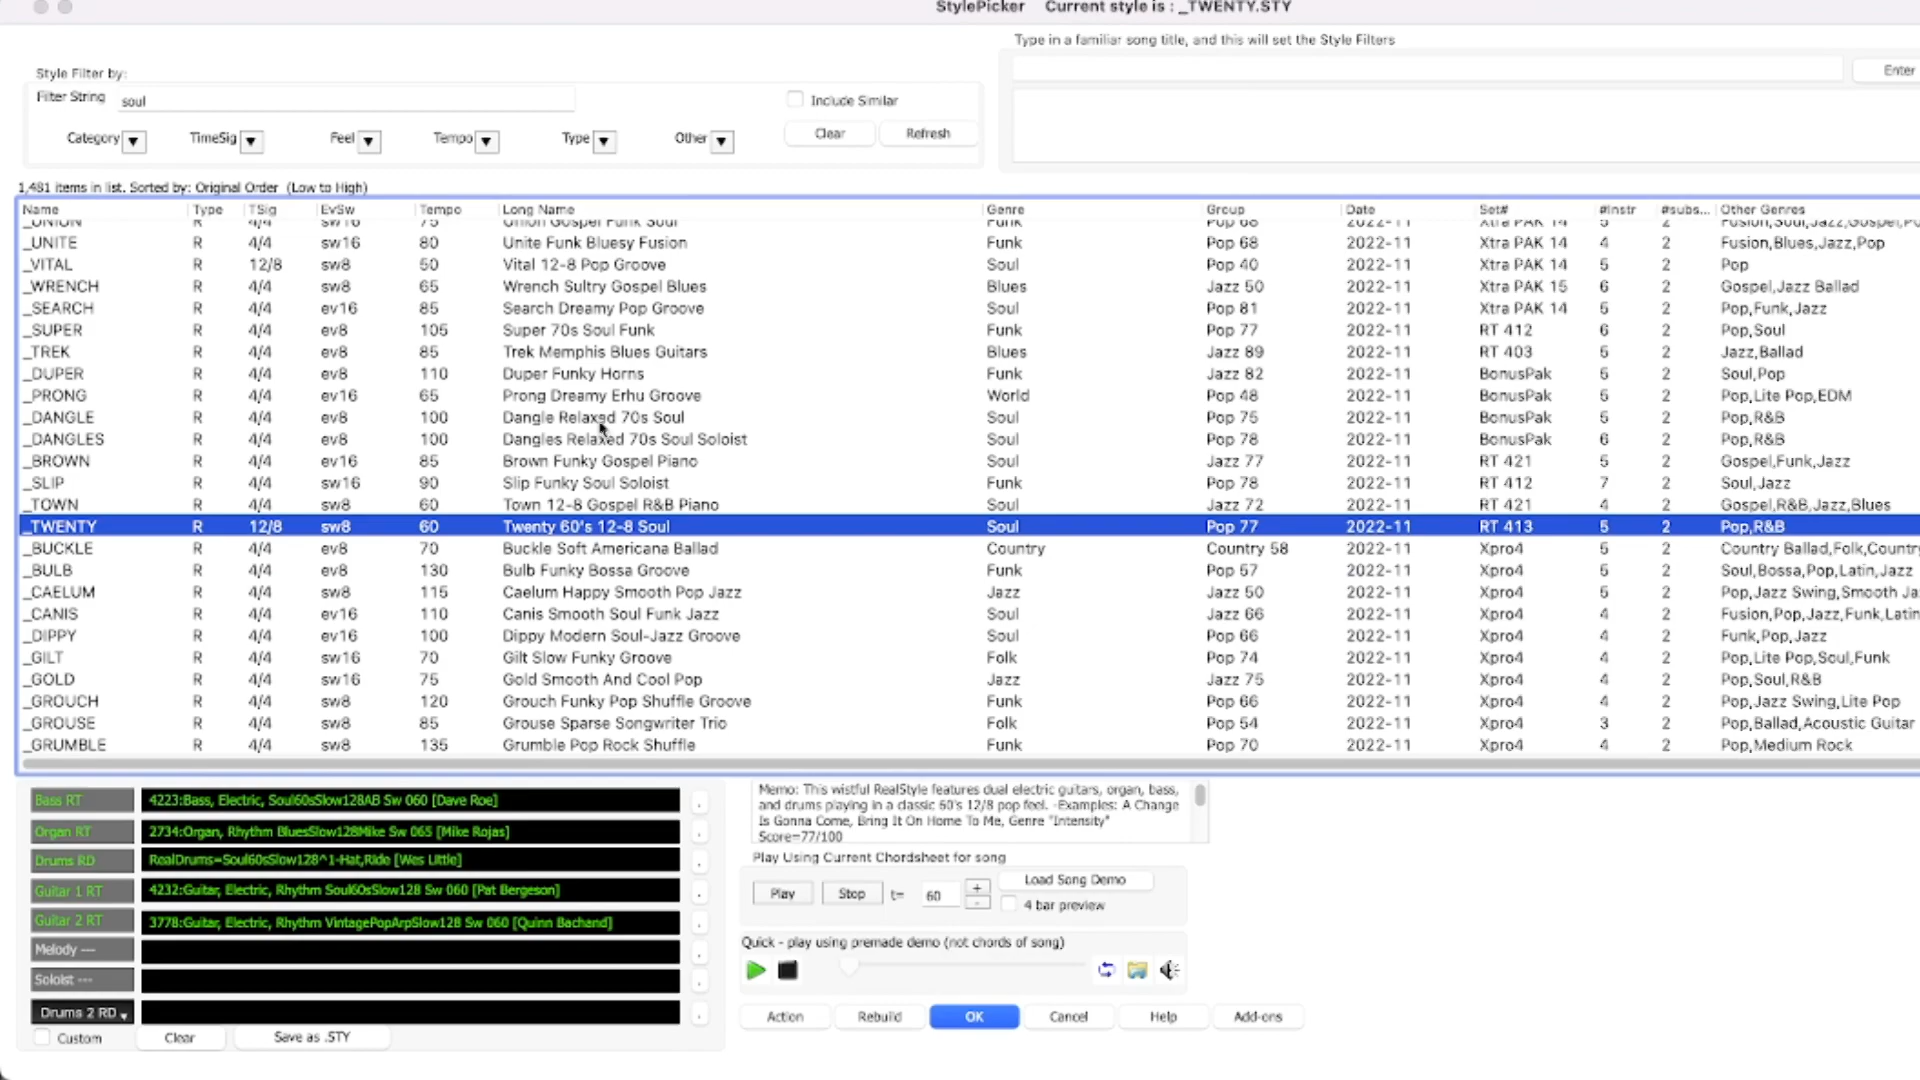 StylePicker Current style is : _TWENTY.STY
Type in a familiar song title, and this will set the Style Filters
Enter
Style Filter by:
Filter String soul
Include Similar
Category TimeSig Feel Tempo Type Other Clear Refresh
1,481 items in list. Sorted by: Original Order (Low to High)
Name Type TSig EvSw Tempo Long Name Genre Group Date Set# #Instr #subs... Other Genres
_UNION R 4/4 sw16 75 Union Gospel Funk Soul Funk Pop 68 2022-11 Xtra PAK 14 5 2
_UNITE R 4/4 sw16 80 Unite Funk Bluesy Fusion Funk Pop 68 2022-11 Xtra PAK 14 4 2 Fusion,Blues,Jazz,Pop
_VITAL R 12/8 sw8 50 Vital 12-8 Pop Groove Soul Pop 40 2022-11 Xtra PAK 14 5 2 Pop
_WRENCH R 4/4 sw8 65 Wrench Sultry Gospel Blues Blues Jazz 50 2022-11 Xtra PAK 15 6 2 Gospel,Jazz Ballad
_SEARCH R 4/4 ev16 85 Search Dreamy Pop Groove Soul Pop 81 2022-11 Xtra PAK 14 5 2 Pop,Funk,Jazz
_SUPER R 4/4 ev8 105 Super 70s Soul Funk Funk Pop 77 2022-11 RT 412 6 2 Pop,Soul
_TREK R 4/4 ev8 85 Trek Memphis Blues Guitars Blues Jazz 89 2022-11 RT 403 5 2 Jazz,Ballad
_DUPER R 4/4 ev8 110 Duper Funky Horns Funk Jazz 82 2022-11 BonusPak 5 2 Soul,Pop
_PRONG R 4/4 ev16 65 Prong Dreamy Erhu Groove World Pop 48 2022-11 BonusPak 5 2 Pop,Lite Pop,EDM
_DANGLE R 4/4 ev8 100 Dangle Relaxed 70s Soul Soul Pop 75 2022-11 BonusPak 5 2 Pop,R&B
_DANGLES R 4/4 ev8 100 Dangles Relaxed 70s Soul Soloist Soul Pop 78 2022-11 BonusPak 6 2 Pop,R&B
_BROWN R 4/4 ev16 85 Brown Funky Gospel Piano Soul Jazz 77 2022-11 RT 421 5 2 Gospel,Funk,Jazz
_SLIP R 4/4 sw16 90 Slip Funky Soul Soloist Funk Pop 78 2022-11 RT 412 7 2 Soul,Jazz
_TOWN R 4/4 sw8 60 Town 12-8 Gospel R&B Piano Soul Jazz 72 2022-11 RT 421 4 2 Gospel,R&B,Jazz,Blues
_TWENTY R 12/8 sw8 60 Twenty 60's 12-8 Soul Soul Pop 77 2022-11 RT 413 5 2 Pop,R&B
_BUCKLE R 4/4 ev8 70 Buckle Soft Americana Ballad Country Country 58 2022-11 Xpro4 5 2 Country Ballad,Folk,Country
_BULB R 4/4 ev8 130 Bulb Funky Bossa Groove Funk Pop 57 2022-11 Xpro4 5 2 Soul,Bossa,Pop,Latin,Jazz
_CAELUM R 4/4 sw8 115 Caelum Happy Smooth Pop Jazz Jazz Jazz 50 2022-11 Xpro4 5 2 Pop,Jazz Swing,Smooth Ja
_CANIS R 4/4 ev16 110 Canis Smooth Soul Funk Jazz Soul Jazz 66 2022-11 Xpro4 4 2 Fusion,Pop,Jazz,Funk,Latin
_DIPPY R 4/4 ev16 100 Dippy Modern Soul-Jazz Groove Soul Pop 66 2022-11 Xpro4 4 2 Funk,Pop,Jazz
_GILT R 4/4 sw16 70 Gilt Slow Funky Groove Folk Pop 74 2022-11 Xpro4 4 2 Pop,Lite Pop,Soul,Funk
_GOLD R 4/4 sw16 75 Gold Smooth And Cool Pop Jazz Jazz 75 2022-11 Xpro4 4 2 Pop,Soul,R&B
_GROUCH R 4/4 sw8 120 Grouch Funky Pop Shuffle Groove Funk Pop 66 2022-11 Xpro4 4 2 Pop,Jazz Swing,Lite Pop
_GROUSE R 4/4 sw8 85 Grouse Sparse Songwriter Trio Folk Pop 54 2022-11 Xpro4 3 2 Pop,Ballad,Acoustic Guitar
_GRUMBLE R 4/4 sw8 135 Grumble Pop Rock Shuffle Funk Pop 70 2022-11 Xpro4 4 2 Pop,Medium Rock
Bass RT 4223:Bass, Electric, Soul60sSlow128AB Sw 060 [Dave Roe]
Organ RT 2734:Organ, Rhythm BluesSlow128Mike Sw 065 [Mike Rojas]
Drums RD RealDrums=Soul60sSlow128^1-Hat,Ride [Wes Little]
Guitar 1 RT 4232:Guitar, Electric, Rhythm Soul60sSlow128 Sw 060 [Pat Bergeson]
Guitar 2 RT 3778:Guitar, Electric, Rhythm VintagePopArpSlow128 Sw 060 [Quinn Bachand]
Melody ---
Soloist ---
Drums 2 RD
Custom Clear Save as .STY
Memo: This wistful RealStyle features dual electric guitars, organ, bass,
and drums playing in a classic 60's 12/8 pop feel. -Examples: A Change
Is Gonna Come, Bring It On Home To Me, Genre "Intensity"
Score=77/100
Play Using Current Chordsheet for song
Play Stop t= 60 + - Load Song Demo
4 bar preview
Quick - play using premade demo (not chords of song)
Action Rebuild OK Cancel Help Add-ons